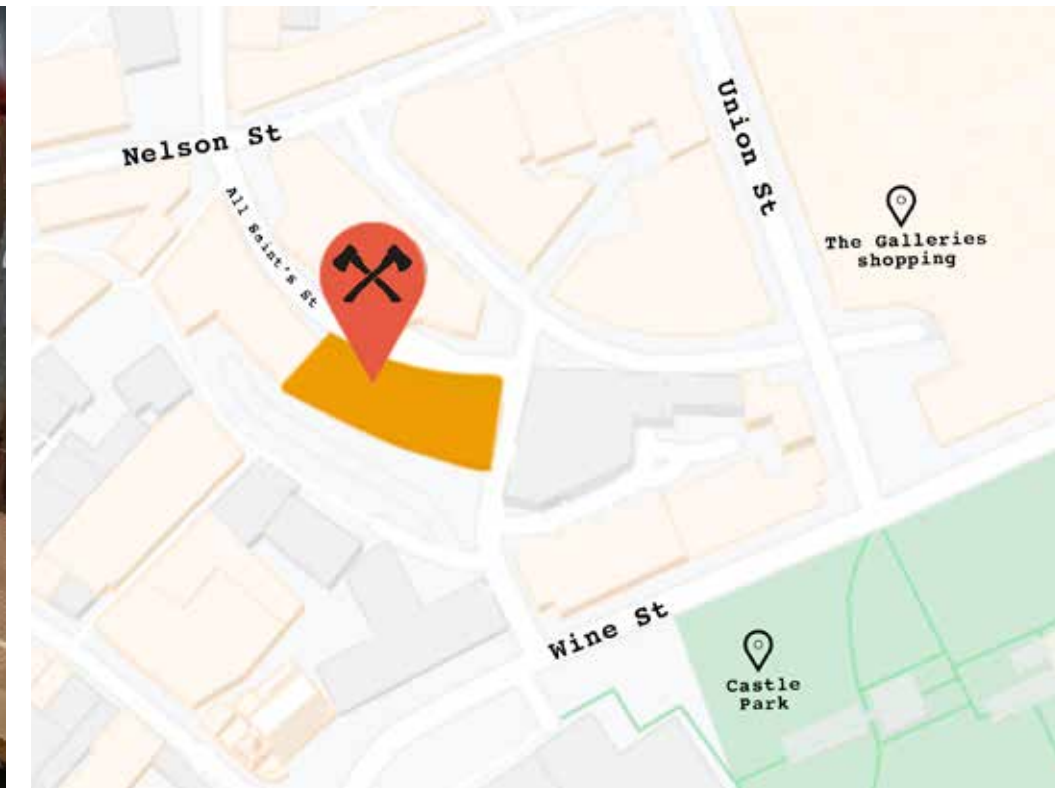 Nelson St
Union St
All Saint's St
The Galleries
shopping
Wine St
Castle
Park